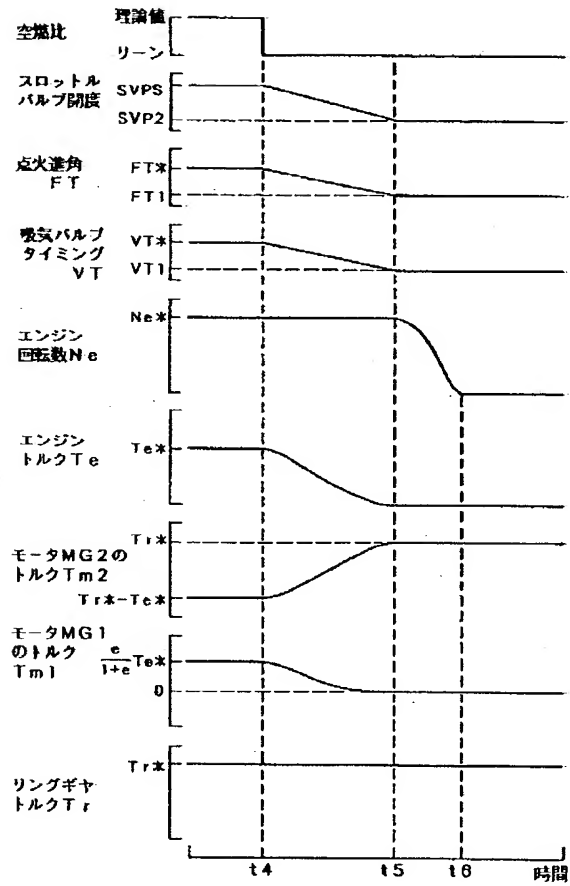 空燃比
理論値
リーン
スロットル
バルブ開度
SVPS
SVP2
点火進角
FT
FT*
FT1
吸気バルブ
タイミング
VT
VT*
VT1
エンジン
回転数Ne
Ne*
エンジン
トルクTe
Te*
モータMG2の
トルクTm2
Tr*
Tr*-Te*
モータMG1
のトルク
Tm1
e/1+e Te*
0
リングギヤ
トルクTr
Tr*
t4 t5 t6 時間